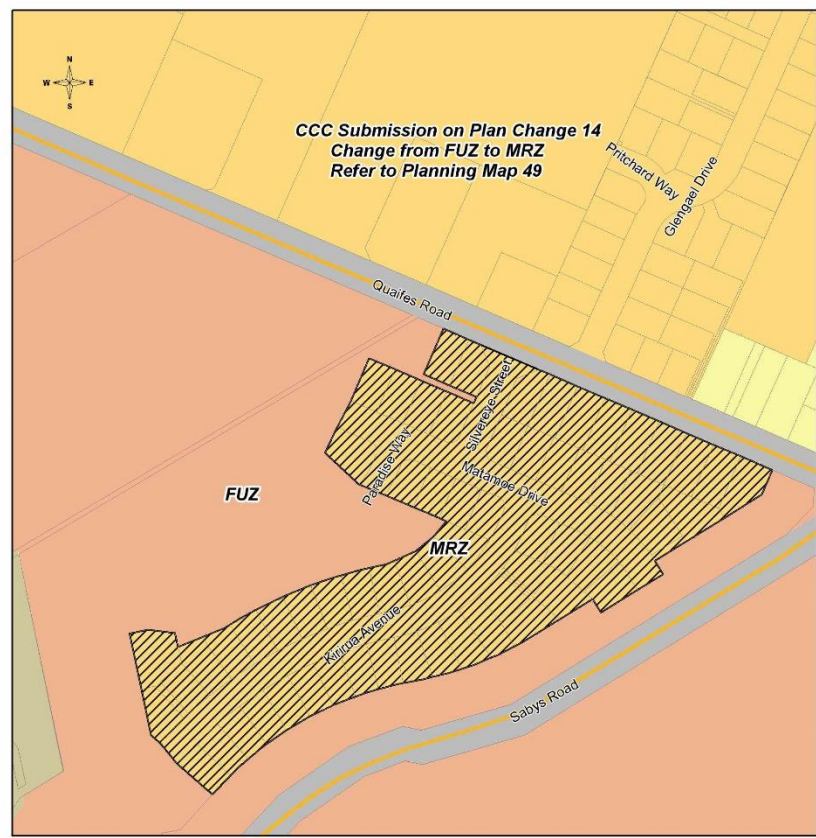 N
W E
S
CCC Submission on Plan Change 14
Change from FUZ to MRZ
Refer to Planning Map 49
Pritchard Way
Glengael Drive
Quaifes Road
Silvereye Street
Paradise Way
Matamoe Drive
FUZ
MRZ
Kirirua Avenue
Sabys Road